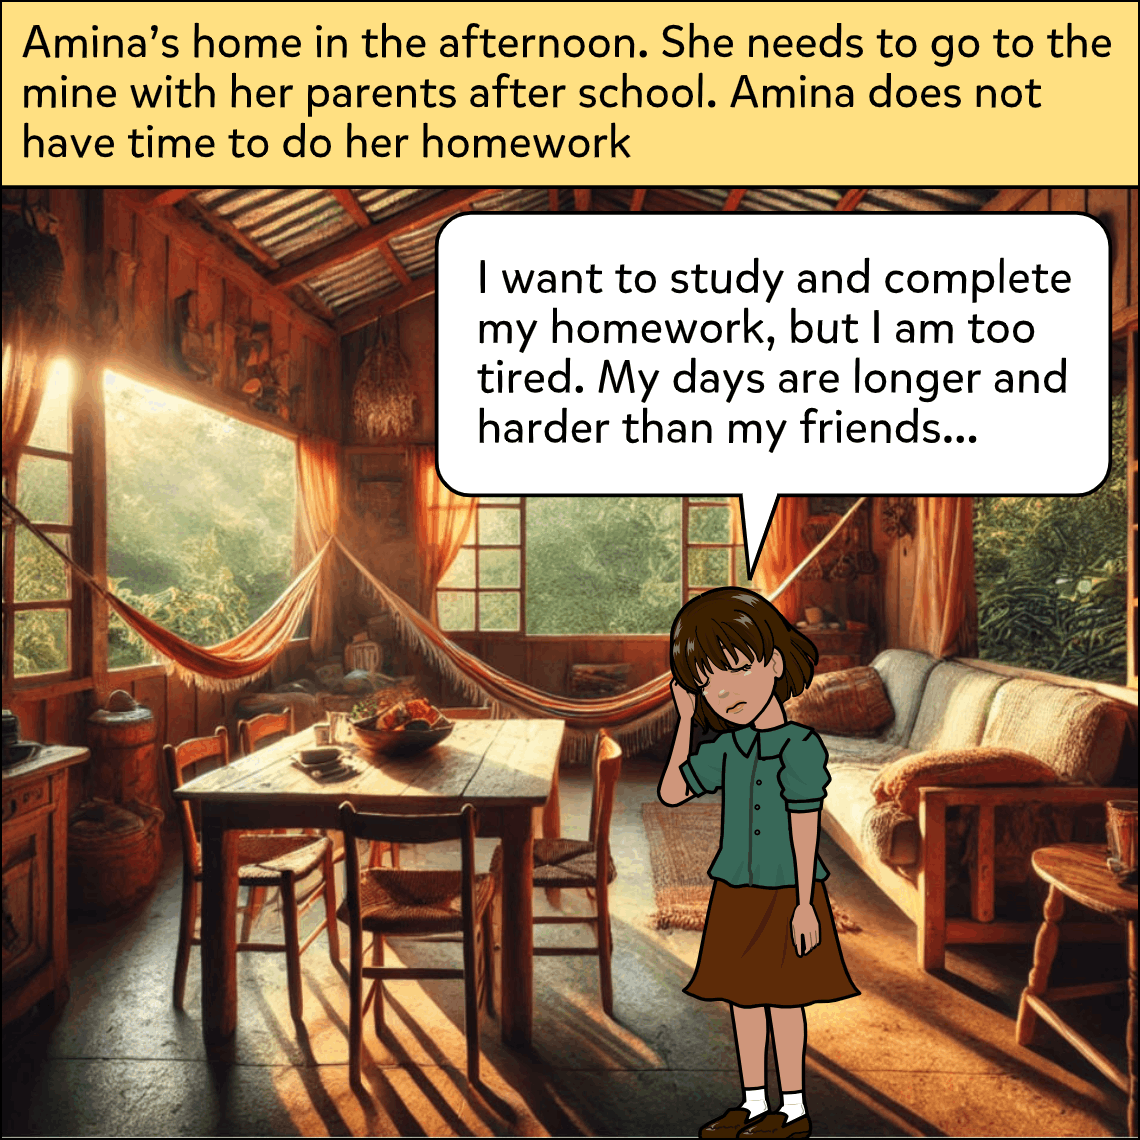 Amina's home in the afternoon. She needs to go to the
mine with her parents after school. Amina does not
have time to do her homework
I want to study and complete
my homework, but I am too
tired. My days are longer and
harder than my friends...